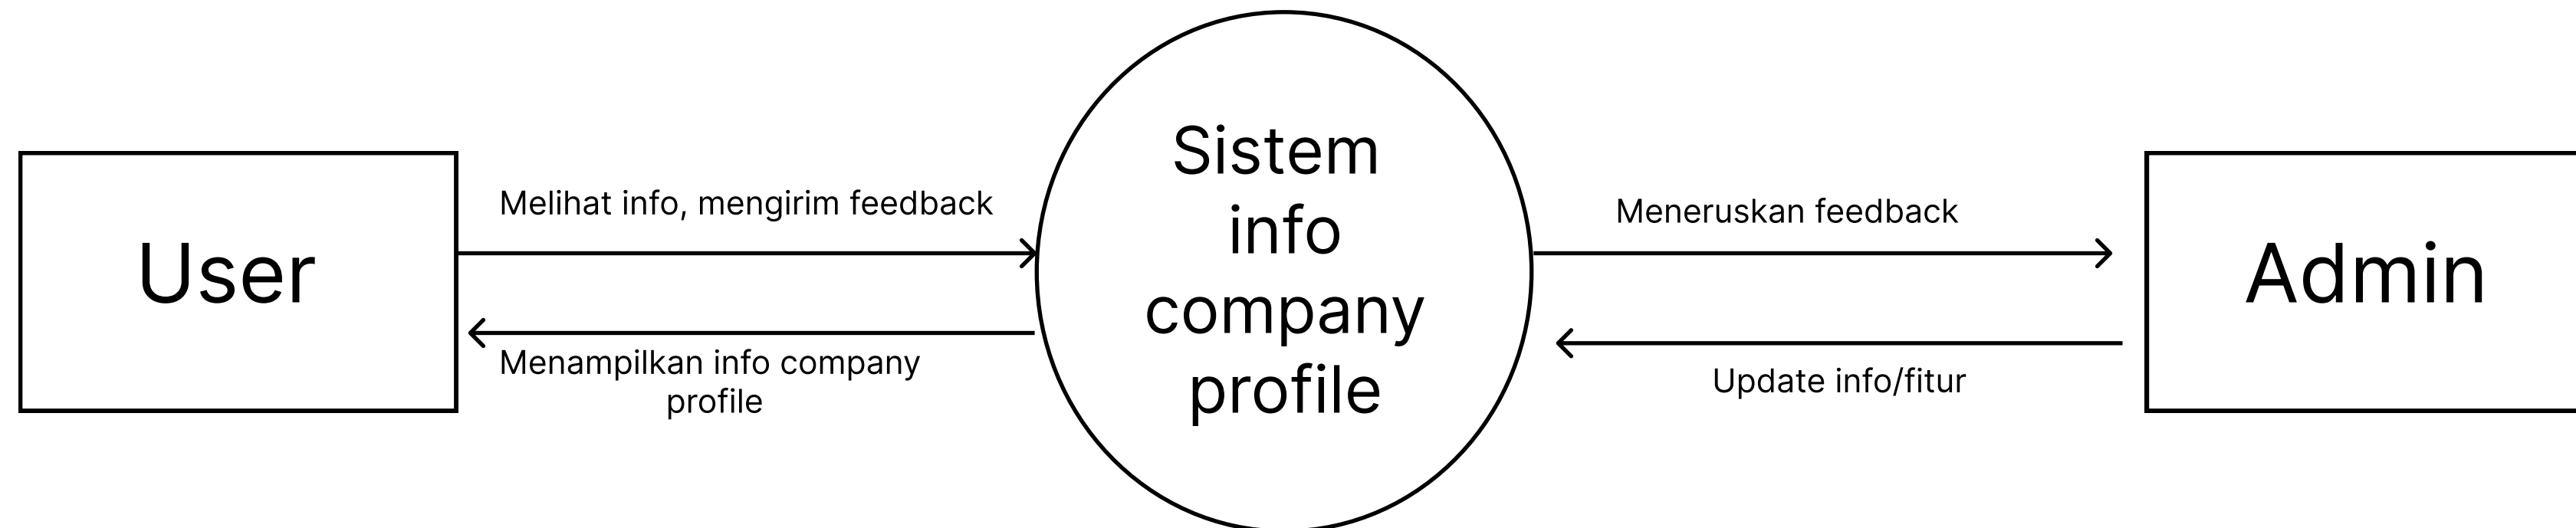 User
Melihat info, mengirim feedback
Menampilkan info company
profile
Sistem
info
company
profile
Meneruskan feedback
Update info/fitur
Admin